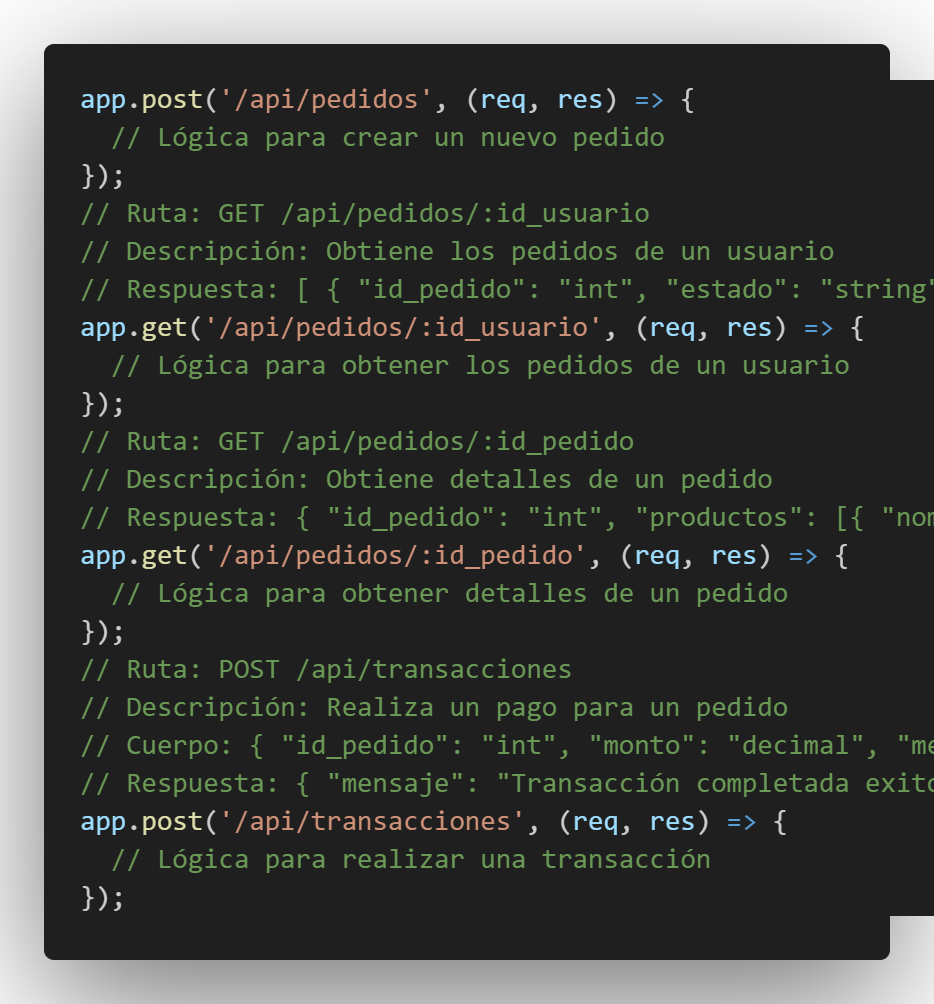 app.post('/api/pedidos', (req, res) => {
  // Lógica para crear un nuevo pedido
});
// Ruta: GET /api/pedidos/:id_usuario
// Descripción: Obtiene los pedidos de un usuario
// Respuesta: [ { "id_pedido": "int", "estado": "string"
app.get('/api/pedidos/:id_usuario', (req, res) => {
  // Lógica para obtener los pedidos de un usuario
});
// Ruta: GET /api/pedidos/:id_pedido
// Descripción: Obtiene detalles de un pedido
// Respuesta: { "id_pedido": "int", "productos": [{ "nom
app.get('/api/pedidos/:id_pedido', (req, res) => {
  // Lógica para obtener detalles de un pedido
});
// Ruta: POST /api/transacciones
// Descripción: Realiza un pago para un pedido
// Cuerpo: { "id_pedido": "int", "monto": "decimal", "me
// Respuesta: { "mensaje": "Transacción completada exito
app.post('/api/transacciones', (req, res) => {
  // Lógica para realizar una transacción
});